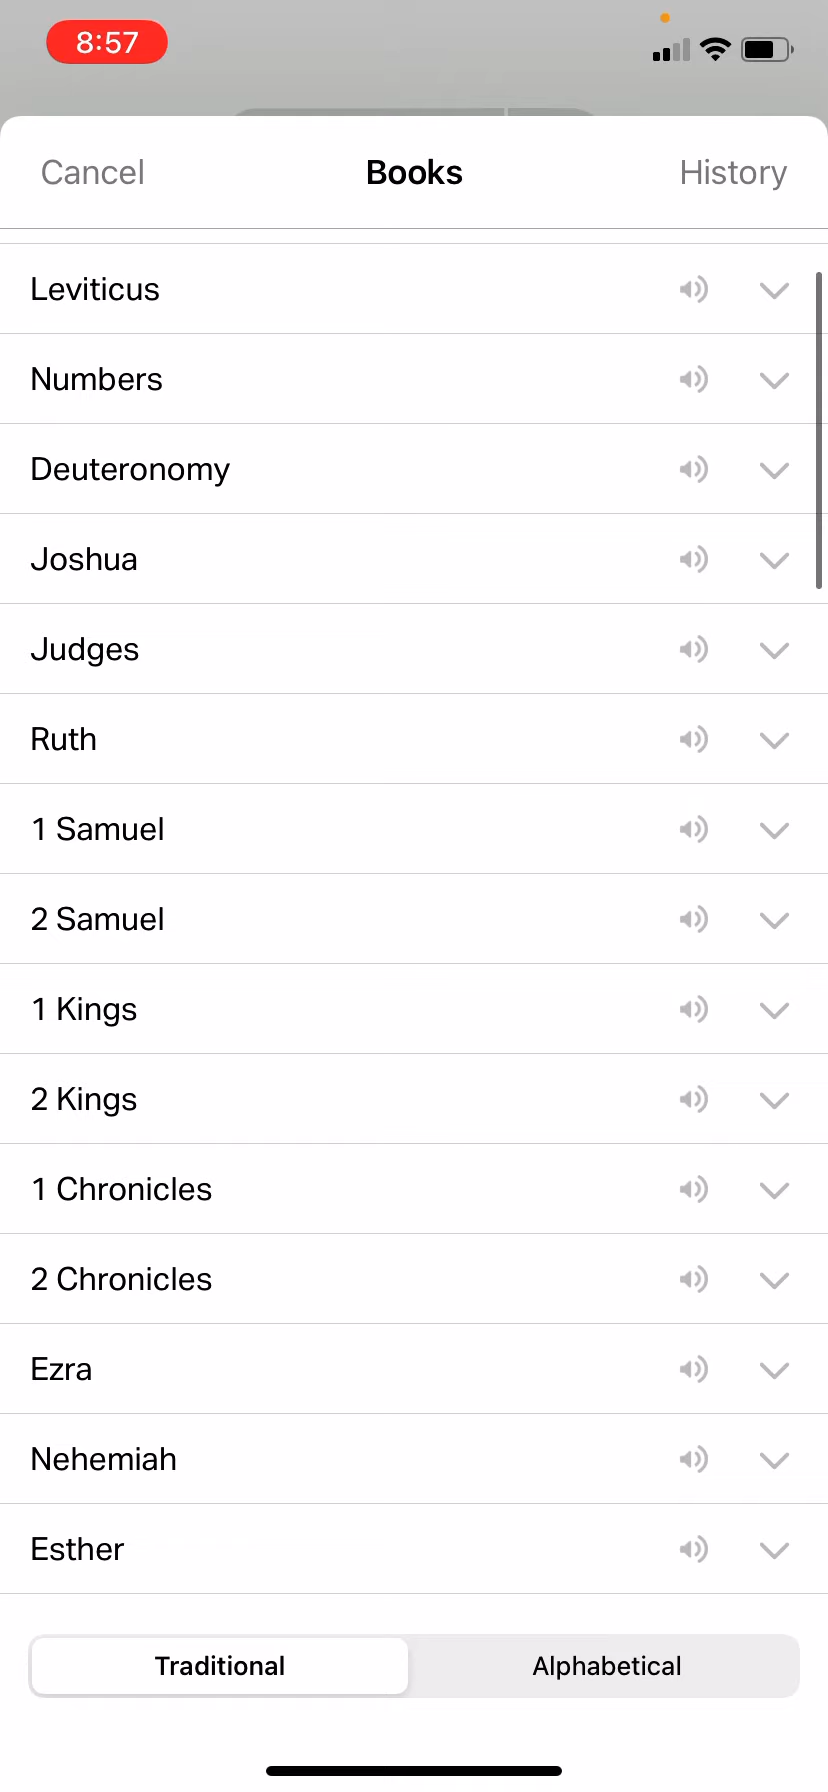 8:57
Cancel Books History
Leviticus
Numbers
Deuteronomy
Joshua
Judges
Ruth
1 Samuel
2 Samuel
1 Kings
2 Kings
1 Chronicles
2 Chronicles
Ezra
Nehemiah
Esther
Traditional Alphabetical